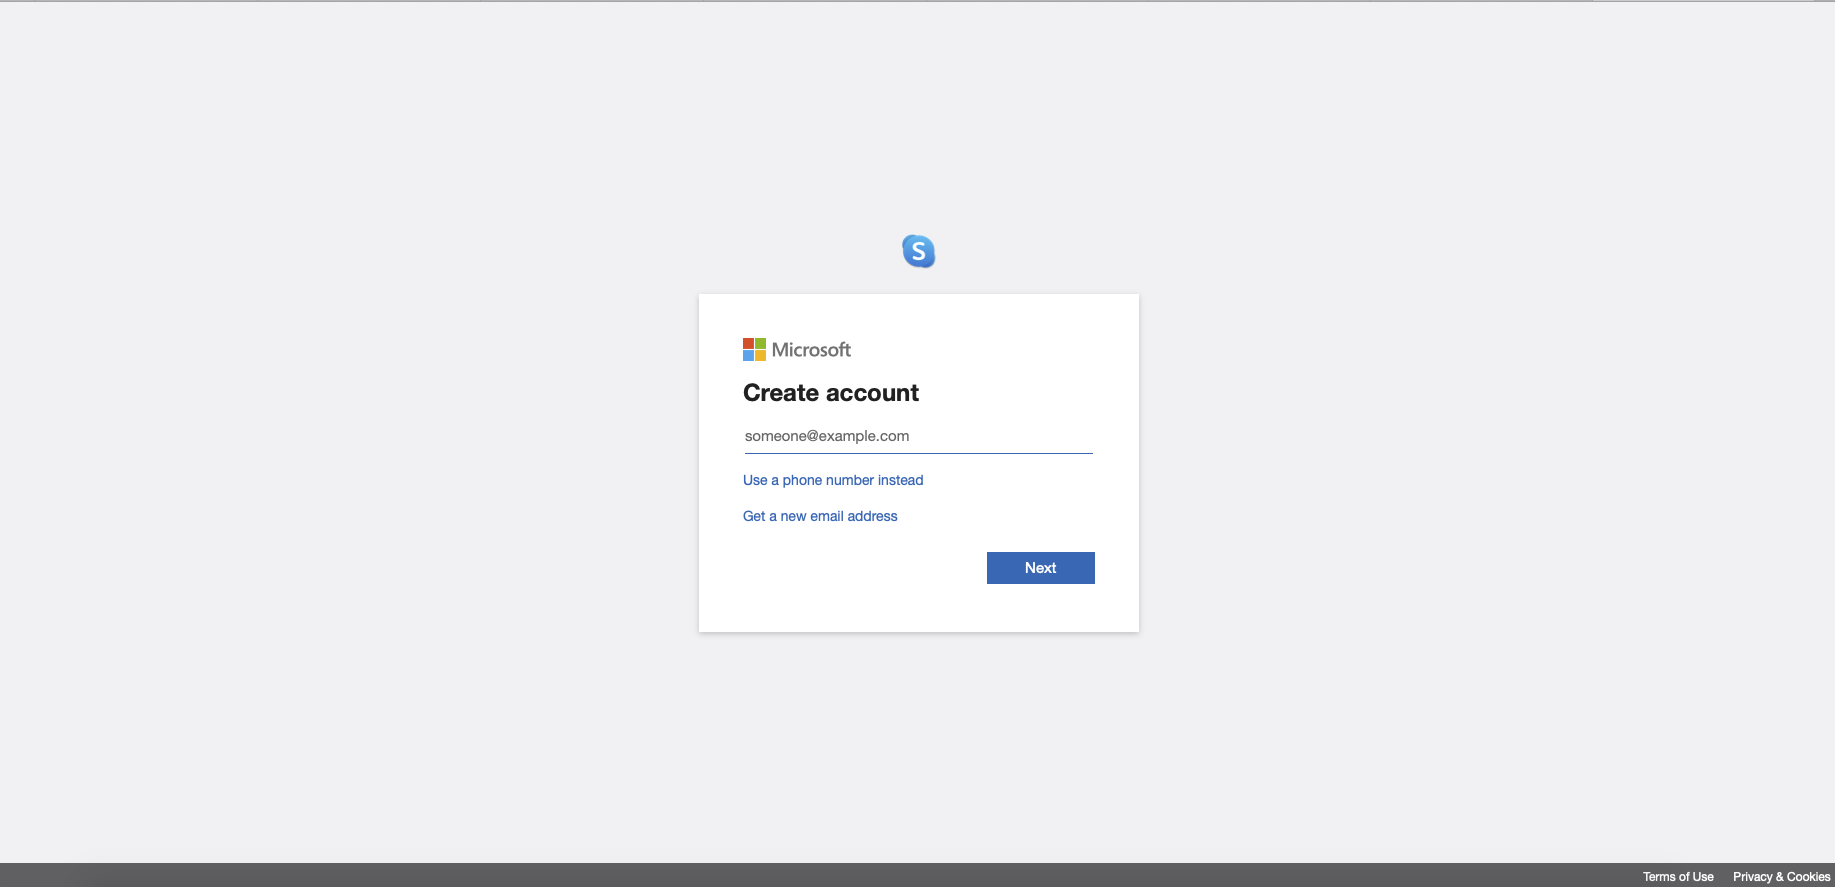 S
Microsoft
Create account
someone@example.com
Use a phone number instead
Get a new email address
Next
Terms of Use Privacy & Cookies